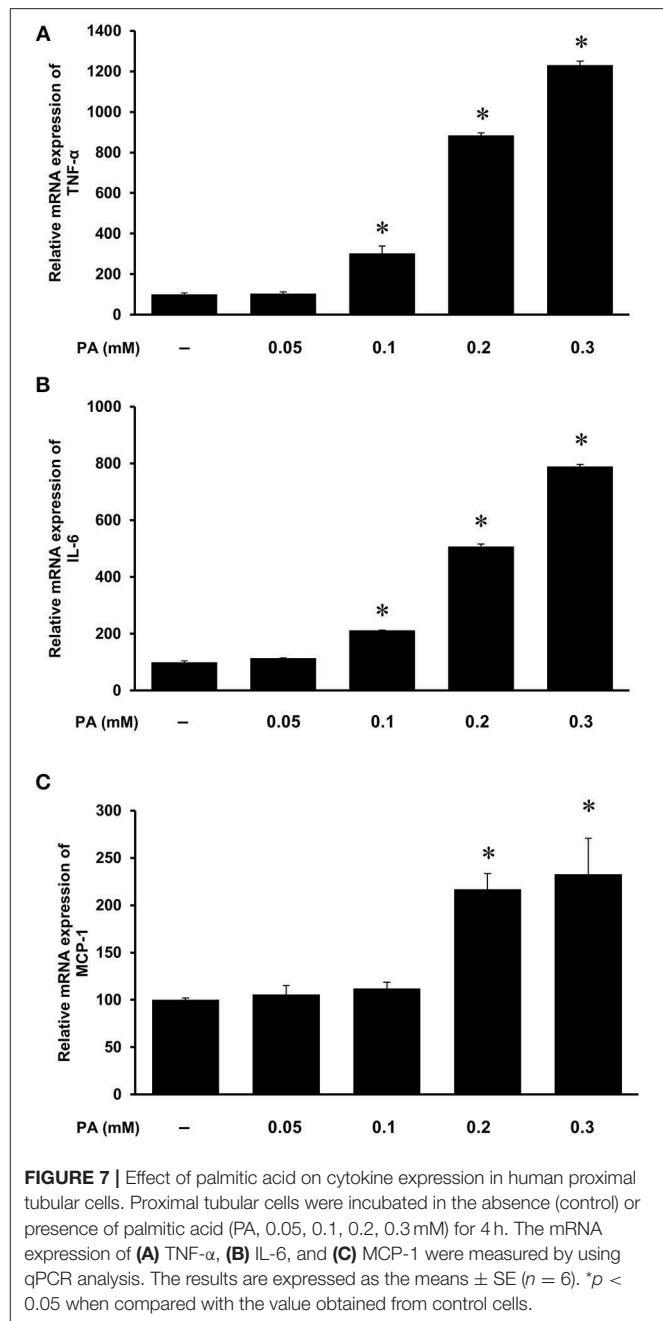 A
Relative mRNA expression of
TNF-α
1400
1200
1000
800
600
400
200
0
*
*
*
PA (mM) – 0.05 0.1 0.2 0.3
B
Relative mRNA expression of
IL-6
1000
800
600
400
200
0
*
*
*
PA (mM) – 0.05 0.1 0.2 0.3
C
Relative mRNA expression of
MCP-1
300
250
200
150
100
50
0
*
*
PA (mM) – 0.05 0.1 0.2 0.3
FIGURE 7 | Effect of palmitic acid on cytokine expression in human proximal
tubular cells. Proximal tubular cells were incubated in the absence (control) or
presence of palmitic acid (PA, 0.05, 0.1, 0.2, 0.3 mM) for 4 h. The mRNA
expression of (A) TNF-α, (B) IL-6, and (C) MCP-1 were measured by using
qPCR analysis. The results are expressed as the means ± SE (n = 6). *p <
0.05 when compared with the value obtained from control cells.